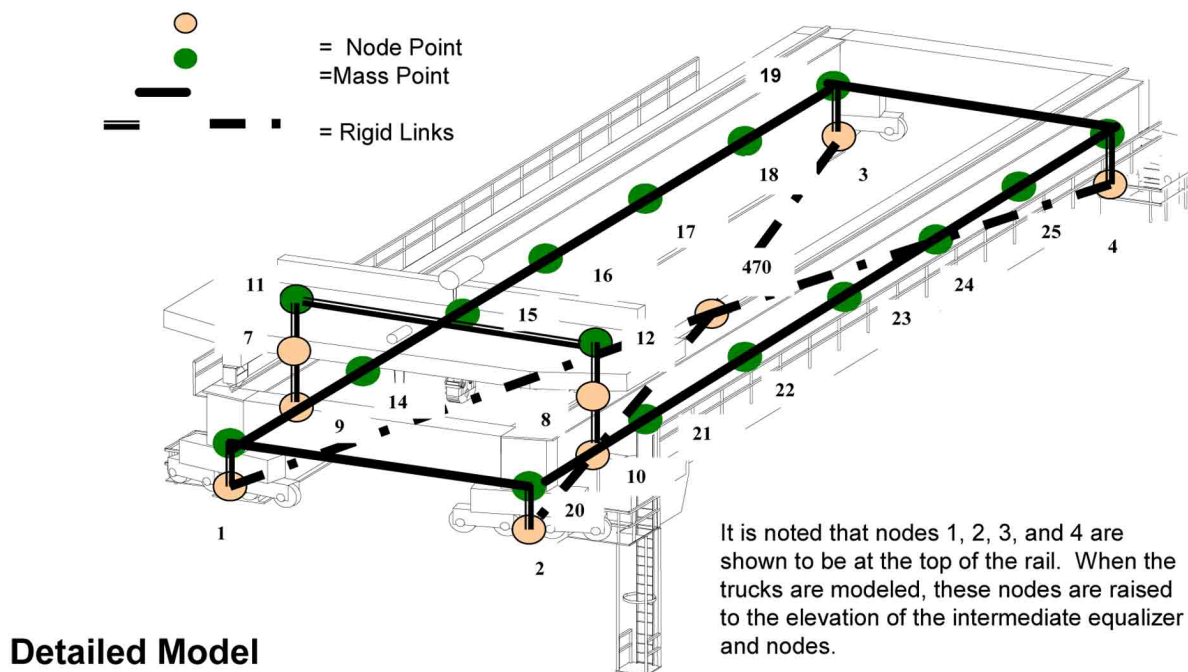 = Node Point
=Mass Point
= Rigid Links
19
18
3
17
25
4
470
16
24
11
15
12
23
7
22
14
8
9
21
10
20
1
2
It is noted that nodes 1, 2, 3, and 4 are
shown to be at the top of the rail. When the
trucks are modeled, these nodes are raised
to the elevation of the intermediate equalizer
and nodes.
Detailed Model